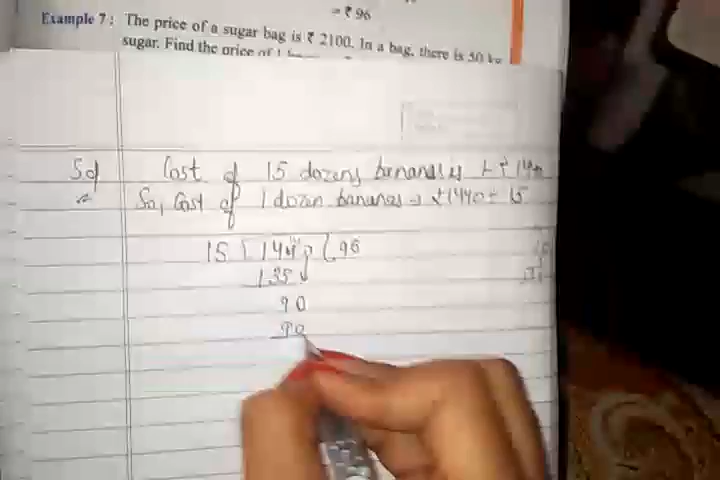 = ₹ 96
Example 7 : The price of a sugar bag is ₹ 2100. In a bag, there is 50 kg
sugar. Find the price of 1
Sol Cost of 15 dozens bananas is ₹ 1440
So, Cost of 1 dozen bananas → ₹1440 ÷ 15
15 ) 1440 ( 96
135
90
90